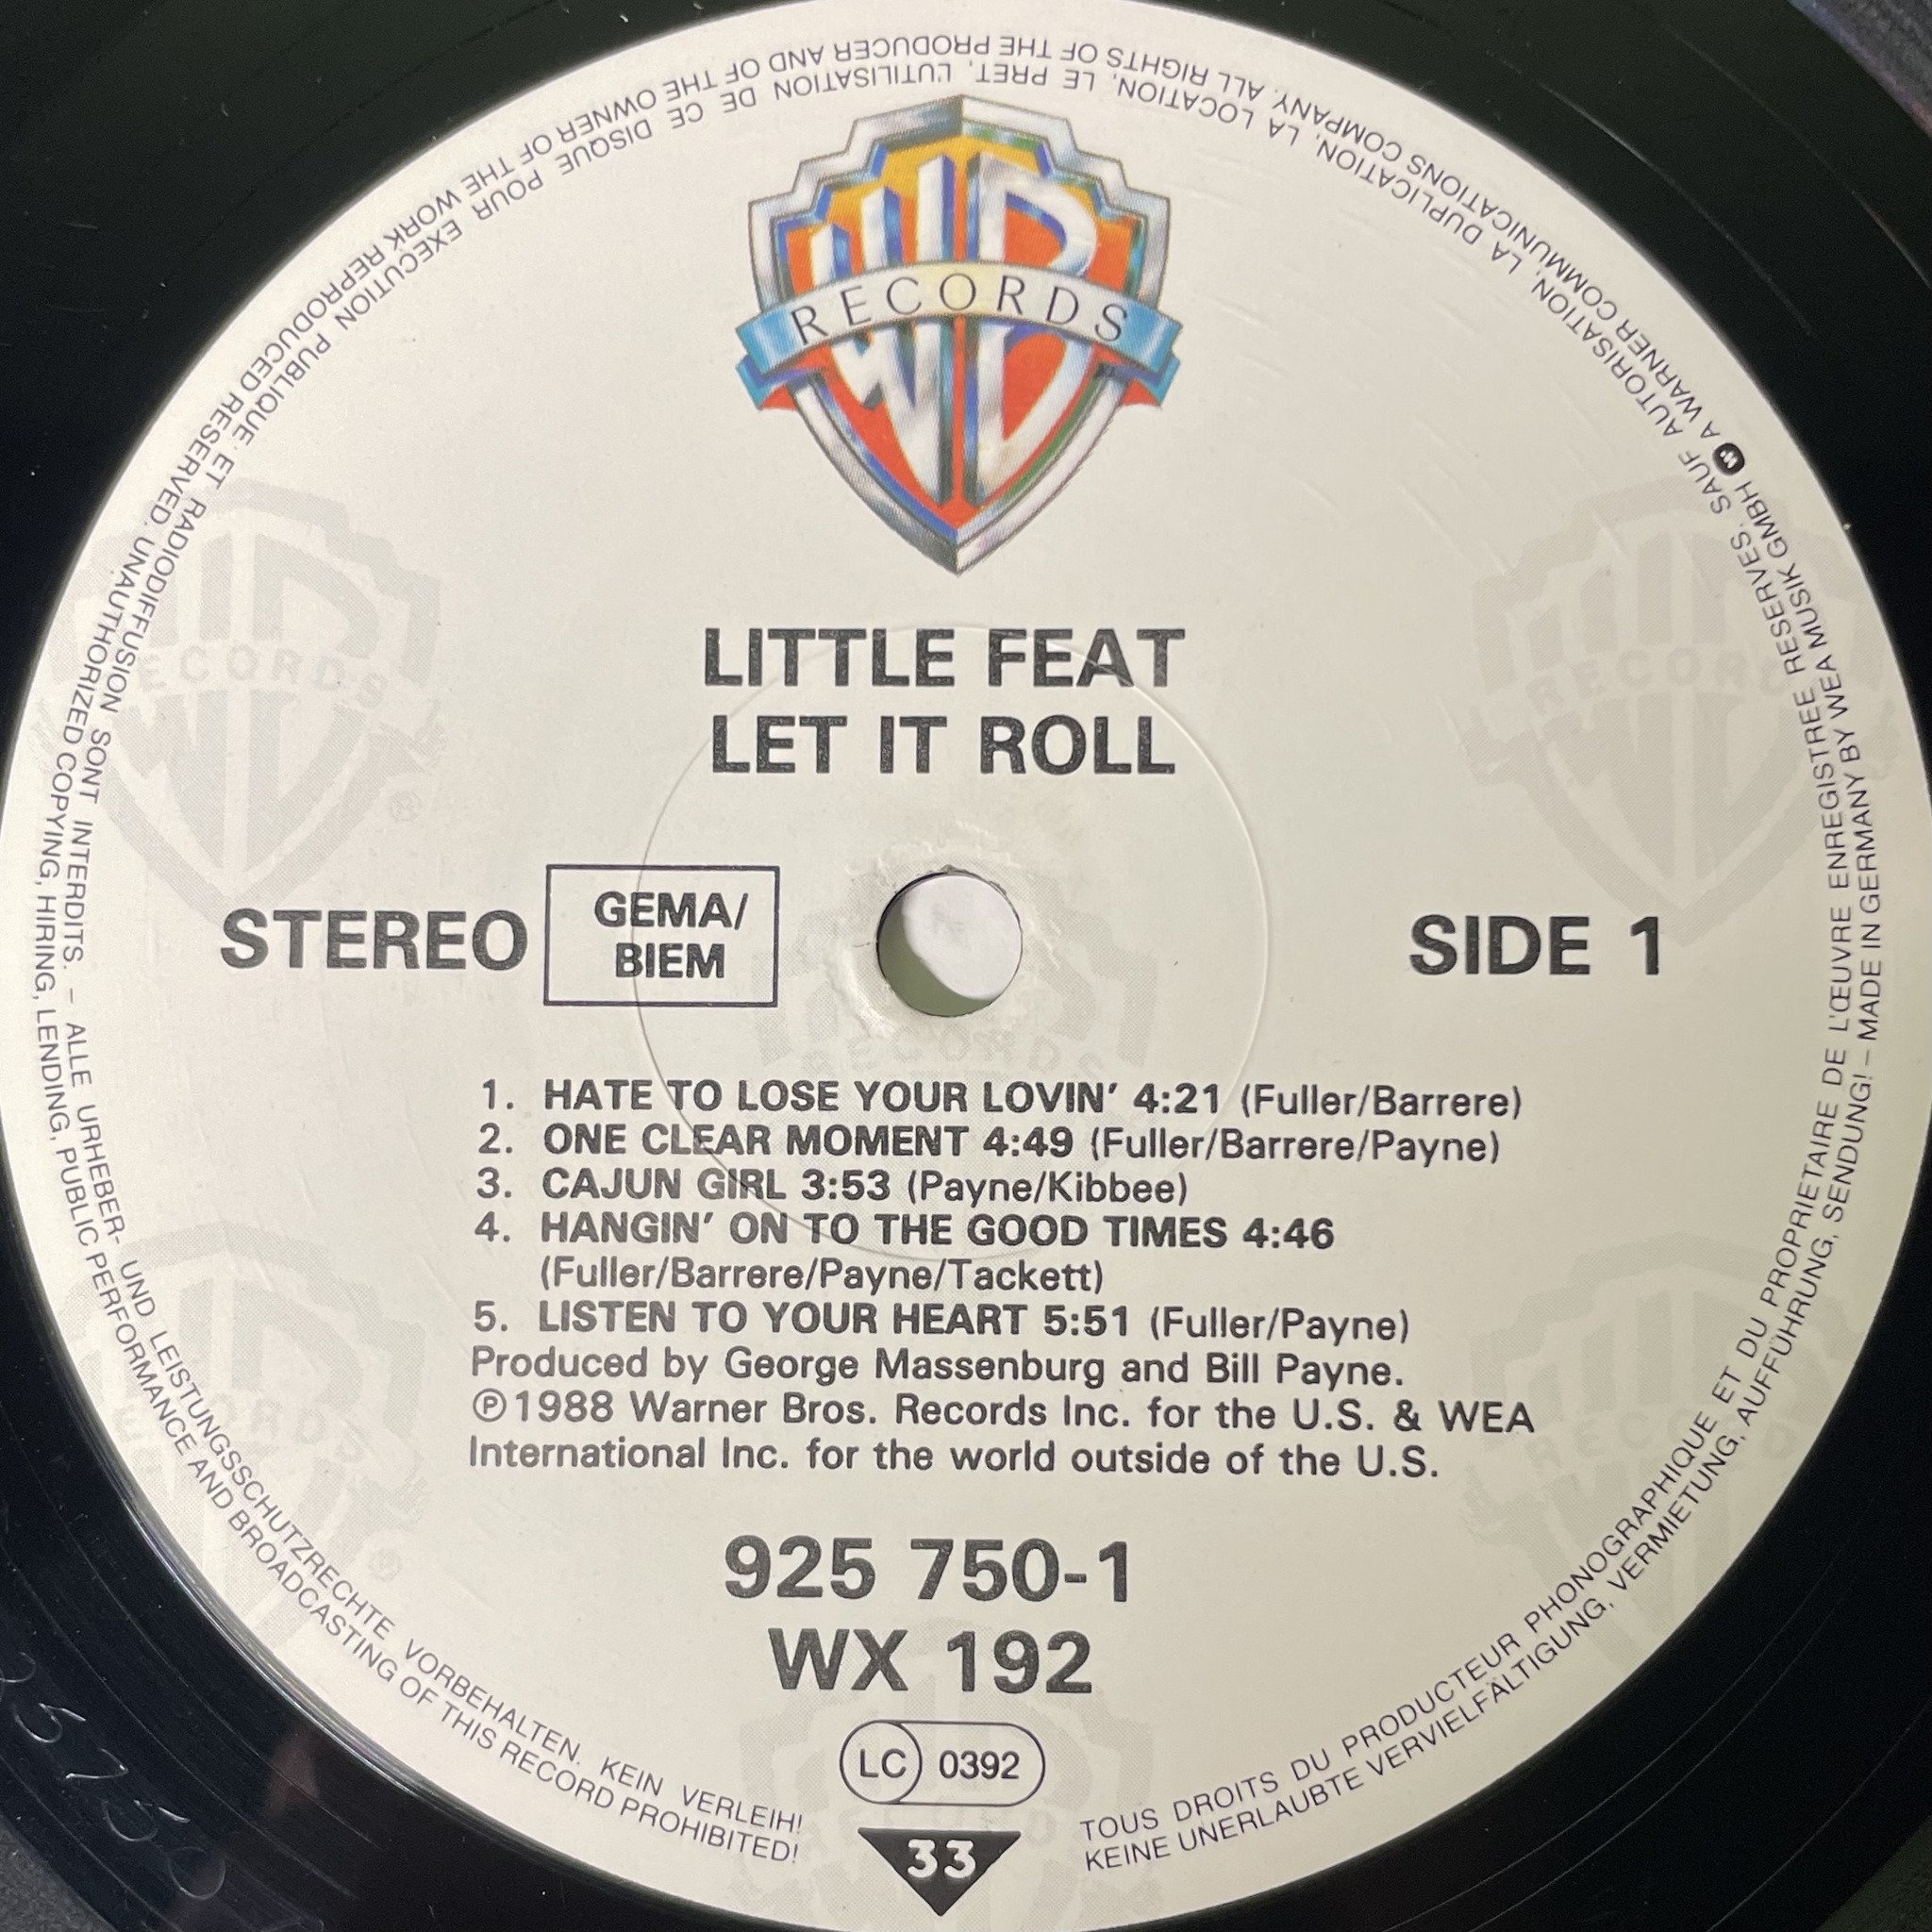 RECORDS
LITTLE FEAT
LET IT ROLL
STEREO GEMA/ SIDE 1
BIEM
1. HATE TO LOSE YOUR LOVIN' 4:21 (Fuller/Barrere)
2. ONE CLEAR MOMENT 4:49 (Fuller/Barrere/Payne)
3. CAJUN GIRL 3:53 (Payne/Kibbee)
4. HANGIN' ON TO THE GOOD TIMES 4:46
(Fuller/Barrere/Payne/Tackett)
5. LISTEN TO YOUR HEART 5:51 (Fuller/Payne)
Produced by George Massenburg and Bill Payne.
℗1988 Warner Bros. Records Inc. for the U.S. & WEA
International Inc. for the world outside of the U.S.
925 750-1
WX 192
LC 0392
33
TOUS DROITS DU PRODUCTEUR PHONOGRAPHIQUE ET DU PROPRIETAIRE DE L'ŒUVRE ENREGISTREE RESERVES. SAUF AUTORISATION, LA DUPLICATION, LA LOCATION, LE PRET, L'UTILISATION DE CE DISQUE POUR EXECUTION PUBLIQUE ET RADIODIFFUSION SONT INTERDITS. – ALLE URHEBER- UND LEISTUNGSSCHUTZRECHTE VORBEHALTEN. KEIN VERLEIH!
KEINE UNERLAUBTE VERVIELFÄLTIGUNG, VERMIETUNG, AUFFÜHRUNG, SENDUNG! – MADE IN GERMANY BY WEA MUSIK GMBH A WARNER COMMUNICATIONS COMPANY. ALL RIGHTS OF THE PRODUCER AND OF THE OWNER OF THE WORK REPRODUCED RESERVED. UNAUTHORIZED COPYING, HIRING, LENDING, PUBLIC PERFORMANCE AND BROADCASTING OF THIS RECORD PROHIBITED!